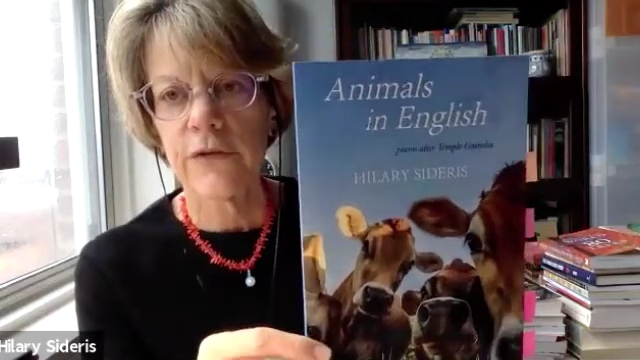 Animals
in English
poems after Temple Grandin
HILARY SIDERIS
Hilary Sideris